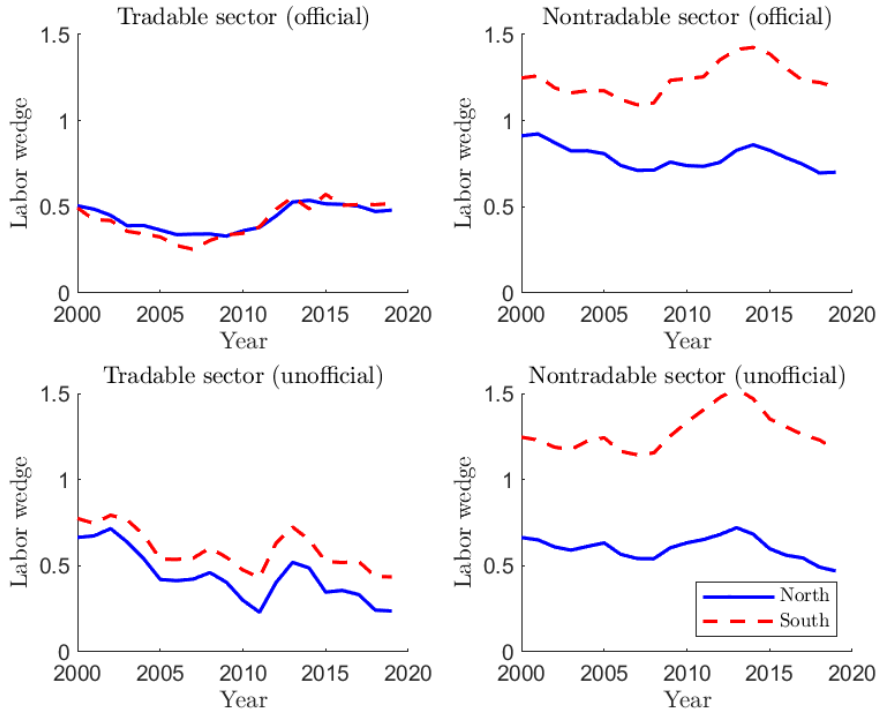 Tradable sector (official)
1.5
1
0.5
0
Labor wedge
2000 2005 2010 2015 2020
Year
Nontradable sector (official)
1.5
1
0.5
0
Labor wedge
2000 2005 2010 2015 2020
Year
Tradable sector (unofficial)
1.5
1
0.5
0
Labor wedge
2000 2005 2010 2015 2020
Year
Nontradable sector (unofficial)
1.5
1
0.5
0
Labor wedge
North
South
2000 2005 2010 2015 2020
Year